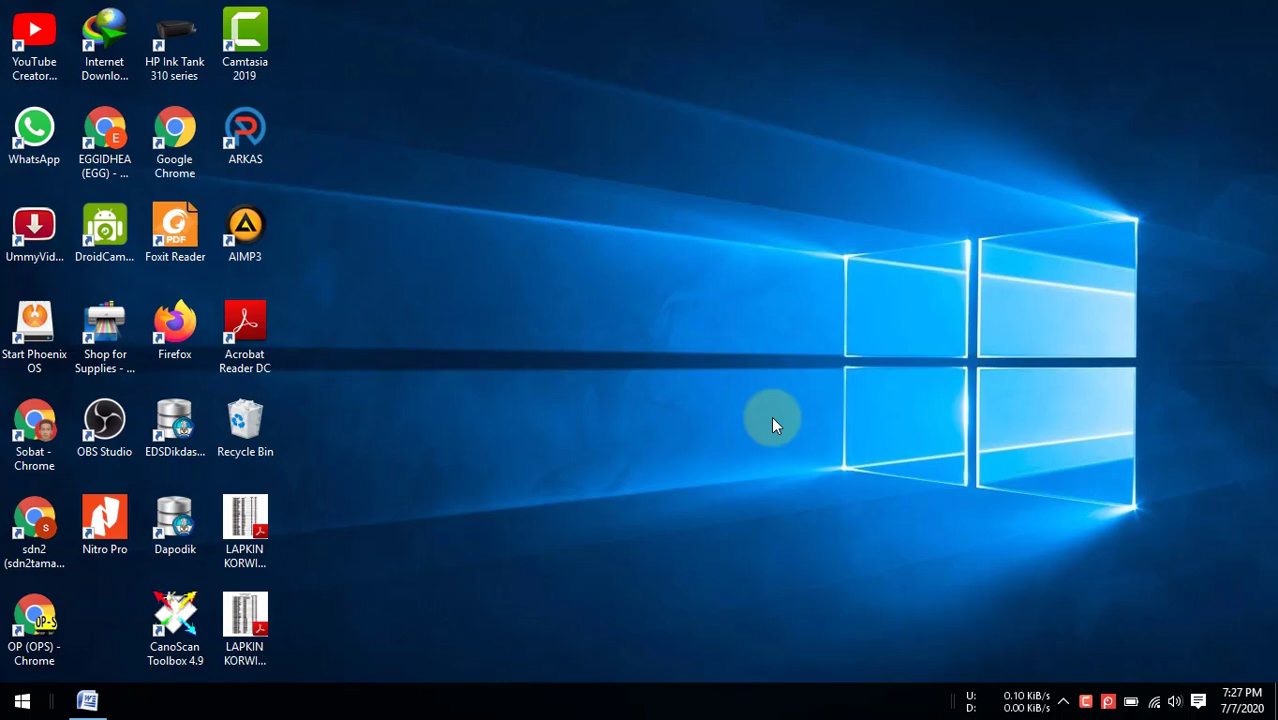 YouTube
Creator...
Internet
Downlo...
HP Ink Tank
310 series
Camtasia
2019
WhatsApp
E
EGGIDHEA
(EGG) - ...
Google
Chrome
ARKAS
UmmyVid...
DroidCam...
PDF
Foxit Reader
AIMP3
Start Phoenix
OS
Shop for
Supplies - ...
Firefox
Acrobat
Reader DC
Sobat -
Chrome
OBS Studio
EDSDikdas...
Recycle Bin
s
sdn2
(sdn2tama...
Nitro Pro
Dapodik
LAPKIN
KORWI...
OP-S
OP (OPS) -
Chrome
CanoScan
Toolbox 4.9
LAPKIN
KORWI...
U: 0.10 KiB/s
D: 0.00 KiB/s
7:27 PM
7/7/2020